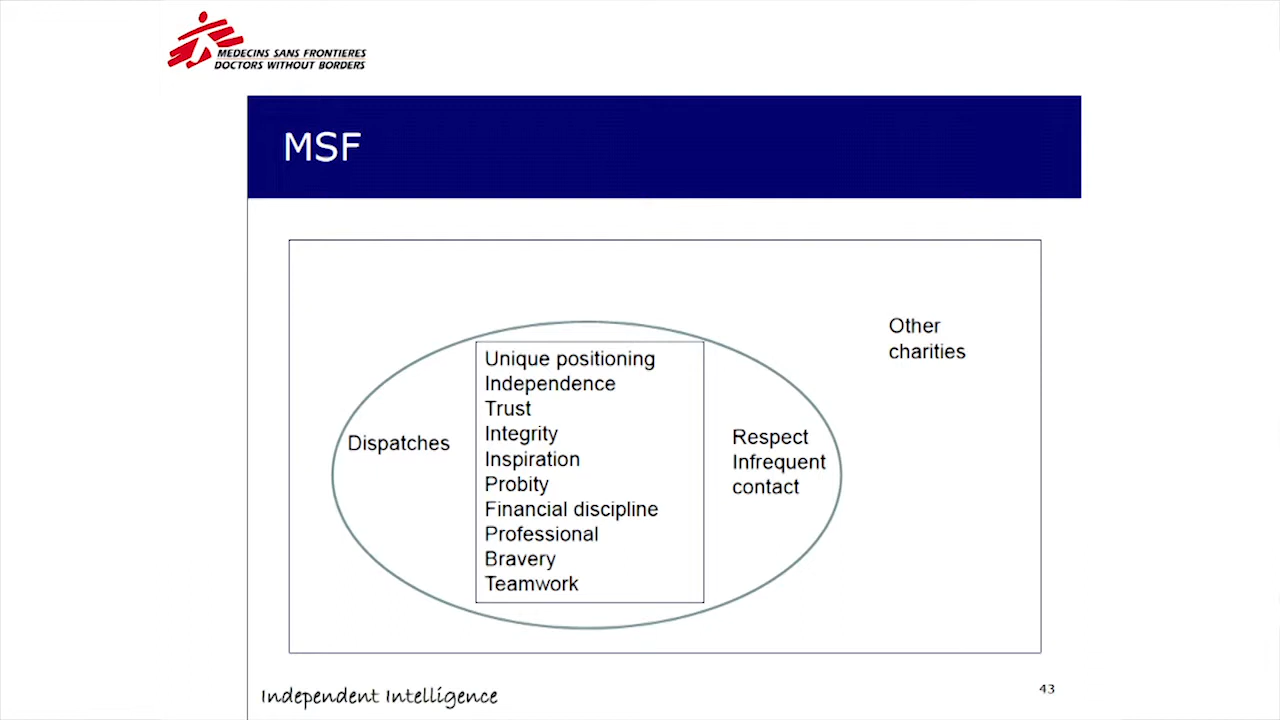 MEDECINS SANS FRONTIERES
DOCTORS WITHOUT BORDERS
MSF
Other
charities
Unique positioning
Independence
Trust
Integrity
Inspiration
Probity
Financial discipline
Professional
Bravery
Teamwork
Dispatches
Respect
Infrequent
contact
Independent Intelligence
43